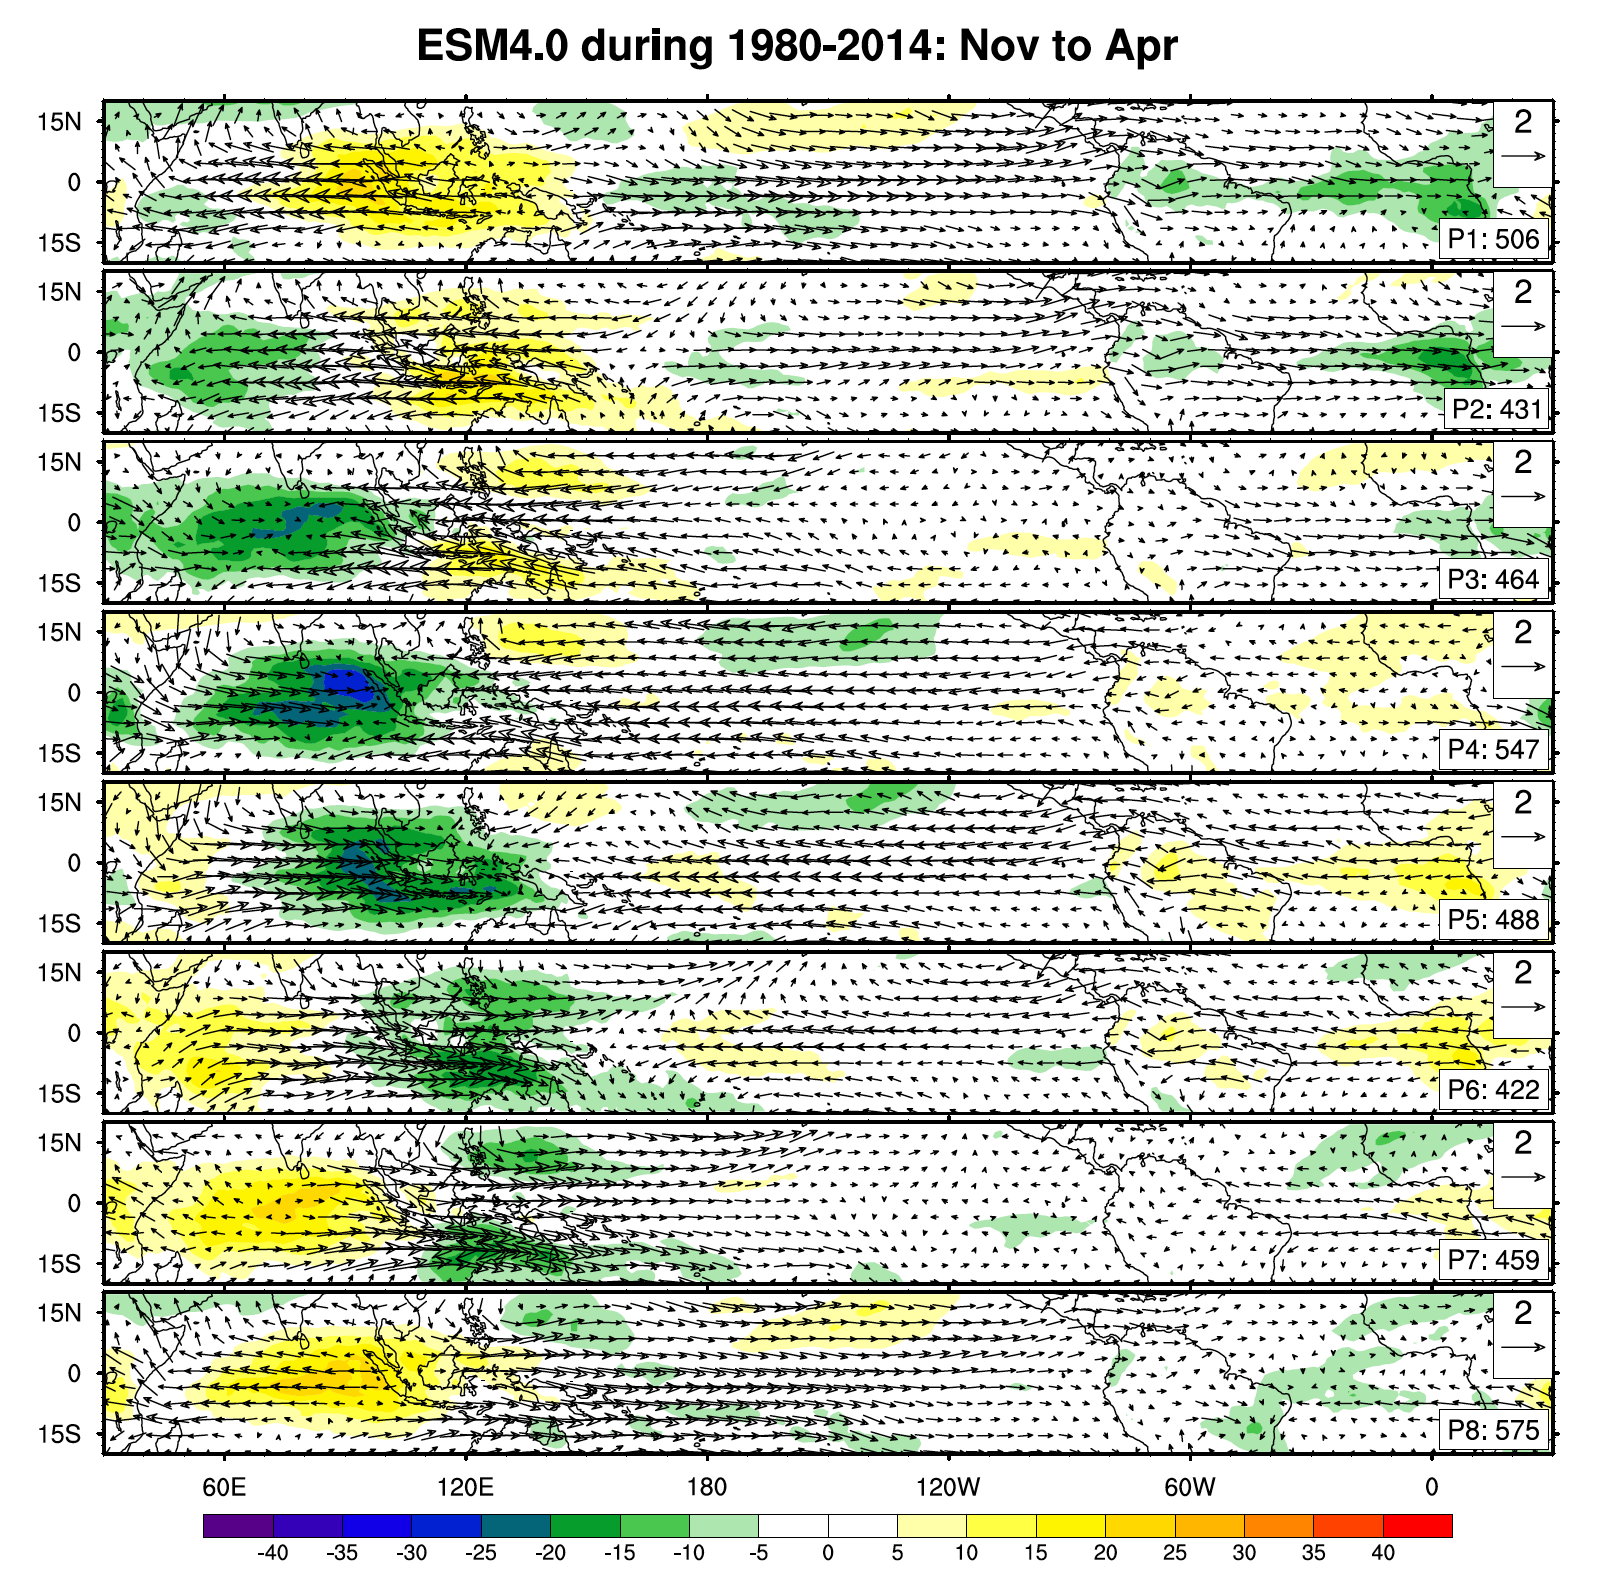 ESM4.0 during 1980-2014: Nov to Apr
15N
0
15S
2
P1: 506
15N
0
15S
2
P2: 431
15N
0
15S
2
P3: 464
15N
0
15S
2
P4: 547
15N
0
15S
2
P5: 488
15N
0
15S
2
P6: 422
15N
0
15S
2
P7: 459
15N
0
15S
2
P8: 575
60E 120E 180 120W 60W 0
-40 -35 -30 -25 -20 -15 -10 -5 0 5 10 15 20 25 30 35 40